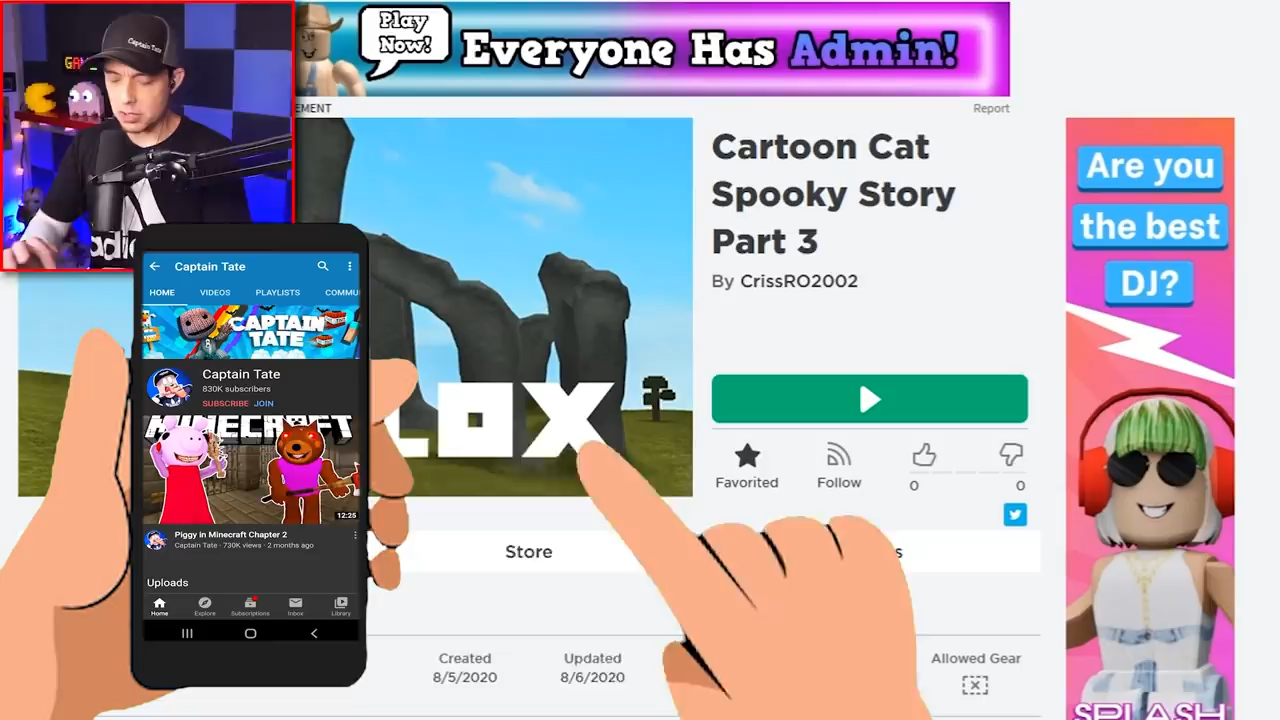 Captain Tate
Play
Now!
Everyone Has Admin!
Report
Cartoon Cat
Spooky Story
Part 3
By CrissRO2002
Favorited
Follow
0
0
Store
Created
8/5/2020
Updated
8/6/2020
Allowed Gear
Captain Tate
HOME
VIDEOS
PLAYLISTS
CAPTAIN
TATE
Captain Tate
830K subscribers
SUBSCRIBE JOIN
MINECRAFT
12:25
Piggy in Minecraft Chapter 2
Captain Tate · 730K views · 2 months ago
Uploads
Home
Explore
Subscriptions
Inbox
Library
Are you
the best
DJ?
SPLASH